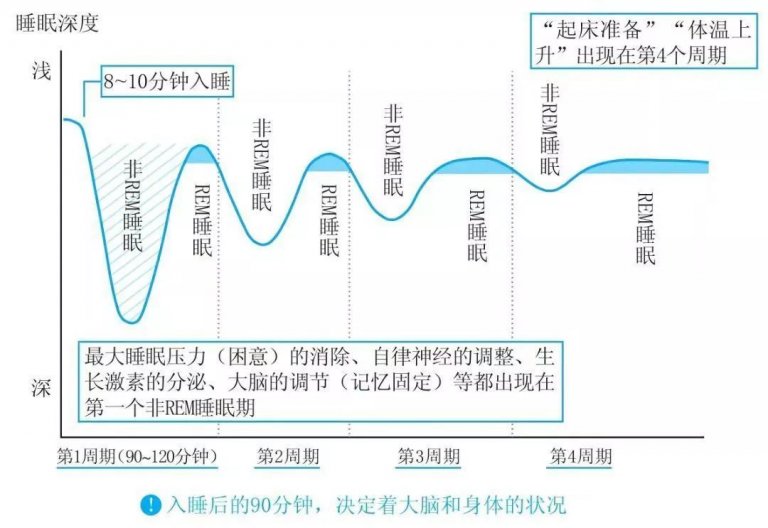 睡眠深度
浅
深
8~10分钟入睡
“起床准备”“体温上
升”出现在第4个周期
非REM睡眠
REM睡眠
非REM睡眠
REM睡眠
非REM睡眠
REM睡眠
非REM睡眠
REM睡眠
最大睡眠压力（困意）的消除、自律神经的调整、生
长激素的分泌、大脑的调节（记忆固定）等都出现在
第一个非REM睡眠期
第1周期(90~120分钟)
第2周期
第3周期
第4周期
! 入睡后的90分钟，决定着大脑和身体的状况